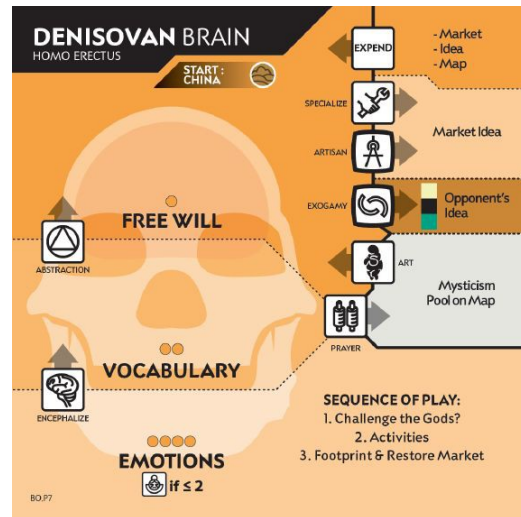 DENISOVAN BRAIN
HOMO ERECTUS
START:
CHINA
EXPEND
- Market
- Idea
- Map
SPECIALIZE
Market Idea
ARTISAN
EXOGAMY
Opponent's
Idea
FREE WILL
ABSTRACTION
ART
Mysticism
Pool on Map
PRAYER
VOCABULARY
ENCEPHALIZE
SEQUENCE OF PLAY:
1. Challenge the Gods?
2. Activities
3. Footprint & Restore Market
EMOTIONS
if ≤ 2
BO.P7